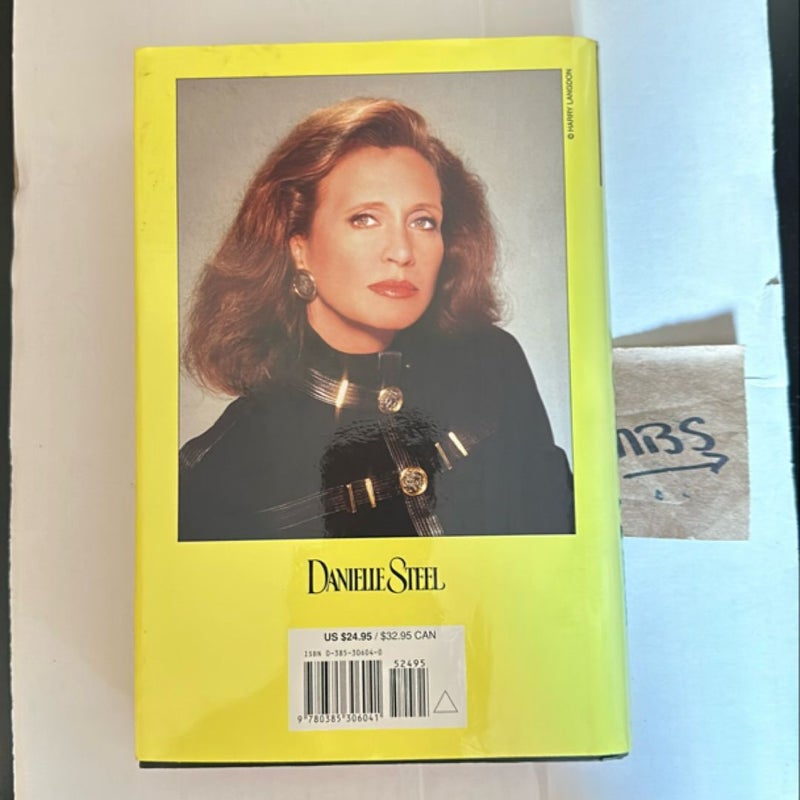 © HARRY LANGDON
MBS
DANIELLE STEEL
US $24.95 / $32.95 CAN
ISBN 0-385-30604-0
52495
9 780385 306041